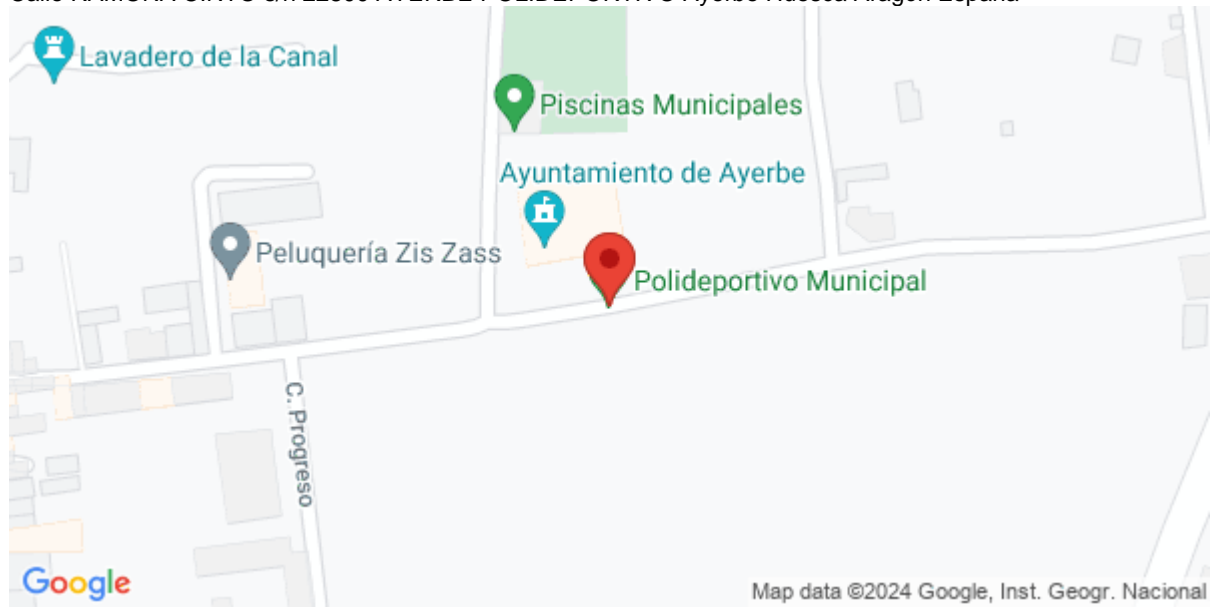 Lavadero de la Canal
Piscinas Municipales
Ayuntamiento de Ayerbe
Peluquería Zis Zass
Polideportivo Municipal
C. Progreso
Google
Map data ©2024 Google, Inst. Geogr. Nacional